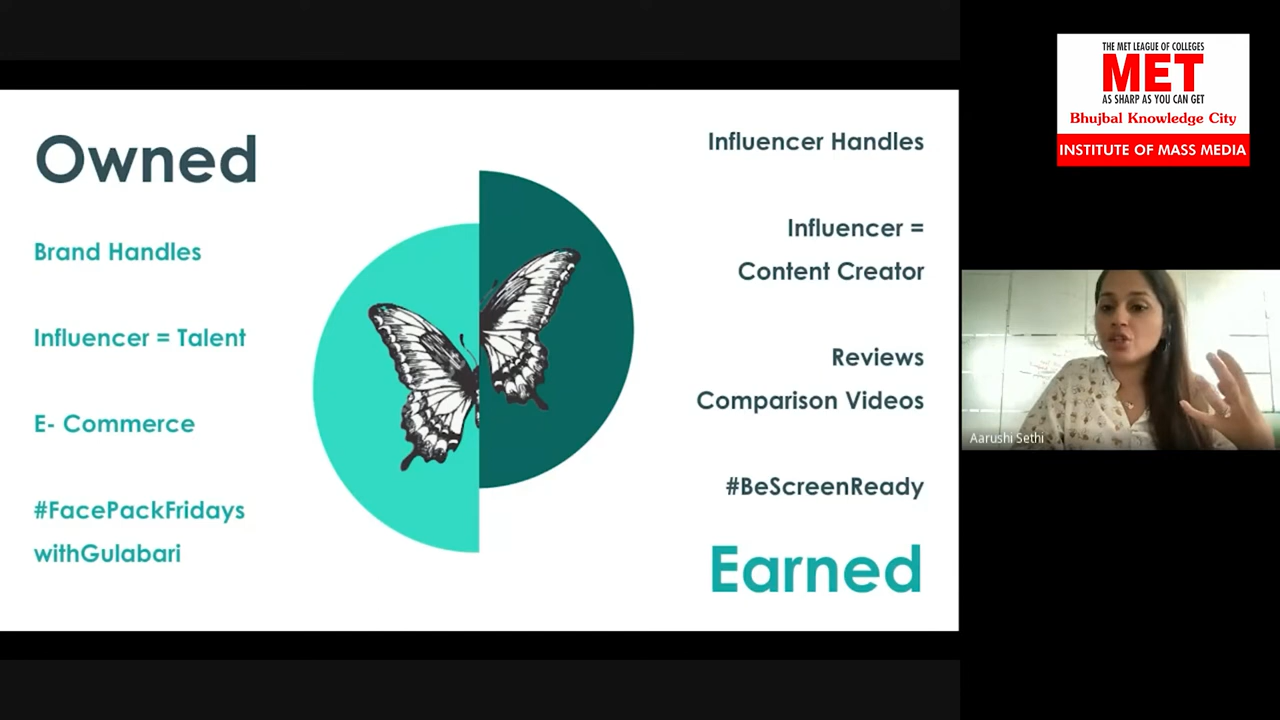 Owned
Brand Handles
Influencer = Talent
E- Commerce
#FacePackFridays
withGulabari
Influencer Handles
Influencer =
Content Creator
Reviews
Comparison Videos
#BeScreenReady
Earned
THE MET LEAGUE OF COLLEGES
MET
AS SHARP AS YOU CAN GET
Bhujbal Knowledge City
INSTITUTE OF MASS MEDIA
Aarushi Sethi